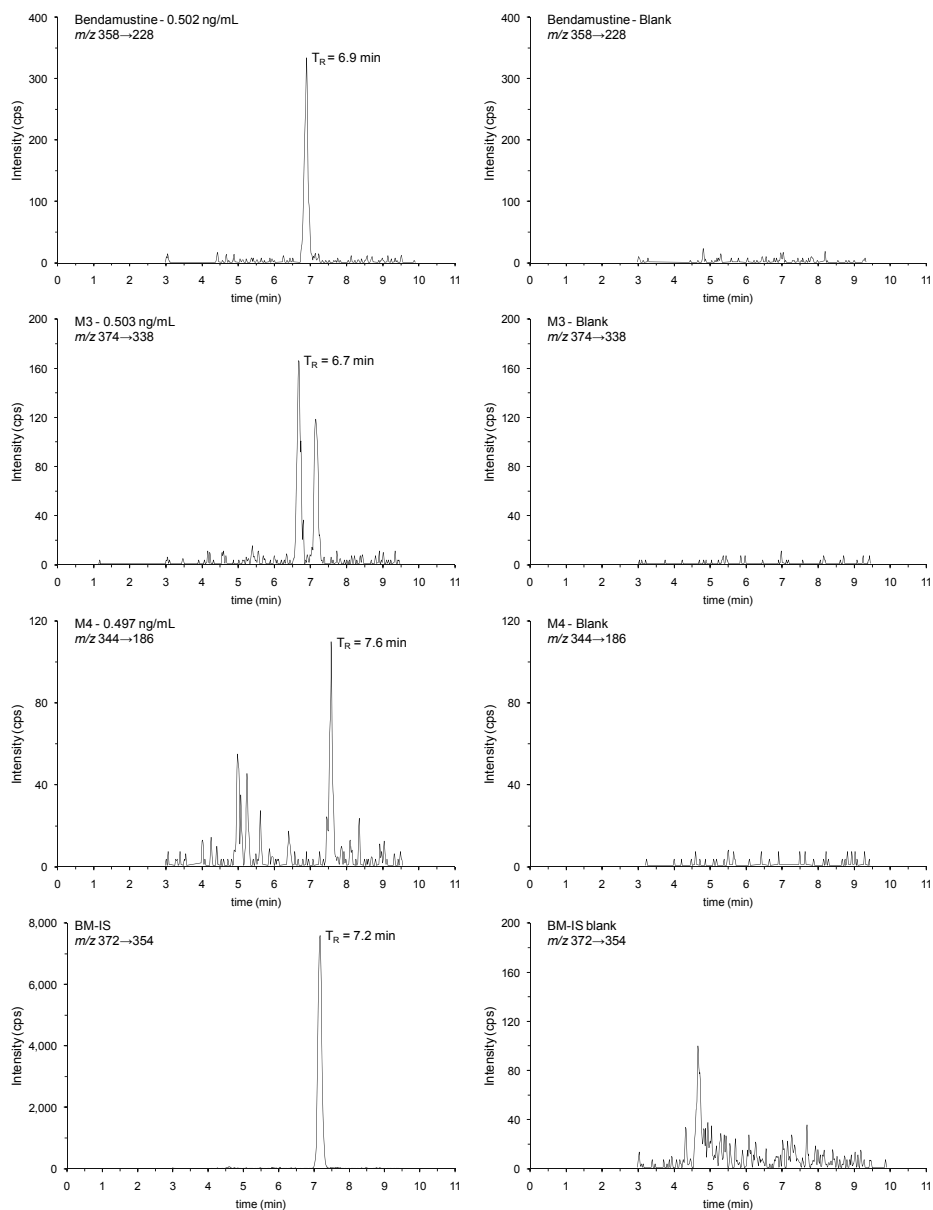 Bendamustine - 0.502 ng/mL
m/z 358→228
T_R = 6.9 min
400
300
200
100
0
Intensity (cps)
0 1 2 3 4 5 6 7 8 9 10 11
time (min)
Bendamustine - Blank
m/z 358→228
400
300
200
100
0
Intensity (cps)
0 1 2 3 4 5 6 7 8 9 10 11
time (min)
M3 - 0.503 ng/mL
m/z 374→338
T_R = 6.7 min
200
160
120
80
40
0
Intensity (cps)
0 1 2 3 4 5 6 7 8 9 10 11
time (min)
M3 - Blank
m/z 374→338
200
160
120
80
40
0
Intensity (cps)
0 1 2 3 4 5 6 7 8 9 10 11
time (min)
M4 - 0.497 ng/mL
m/z 344→186
T_R = 7.6 min
120
80
40
0
Intensity (cps)
0 1 2 3 4 5 6 7 8 9 10 11
time (min)
M4 - Blank
m/z 344→186
120
80
40
0
Intensity (cps)
0 1 2 3 4 5 6 7 8 9 10 11
time (min)
BM-IS
m/z 372→354
T_R = 7.2 min
8,000
6,000
4,000
2,000
0
Intensity (cps)
0 1 2 3 4 5 6 7 8 9 10 11
time (min)
BM-IS blank
m/z 372→354
200
160
120
80
40
0
Intensity (cps)
0 1 2 3 4 5 6 7 8 9 10 11
time (min)